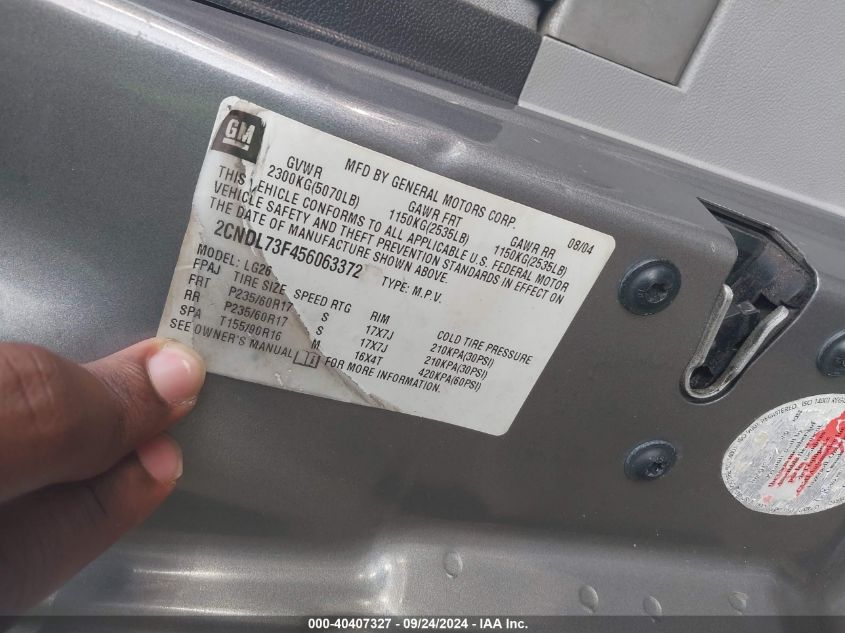 GM
MFD BY GENERAL MOTORS CORP. 08/04
GVWR GAWR FRT GAWR RR
2300KG(5070LB) 1150KG(2535LB) 1150KG(2535LB)
THIS VEHICLE CONFORMS TO ALL APPLICABLE U.S. FEDERAL MOTOR
VEHICLE SAFETY AND THEFT PREVENTION STANDARDS IN EFFECT ON
THE DATE OF MANUFACTURE SHOWN ABOVE.
2CNDL73F456063372 TYPE: M.P.V.
MODEL: LG26
FPAJ TIRE SIZE SPEED RTG RIM COLD TIRE PRESSURE
FRT P235/60R17 S 17X7J 210KPA(30PSI)
RR P235/60R17 S 17X7J 210KPA(30PSI)
SPA T155/90R16 M 16X4T 420KPA(60PSI)
SEE OWNER'S MANUAL FOR MORE INFORMATION.
000-40407327 - 09/24/2024 - IAA Inc.